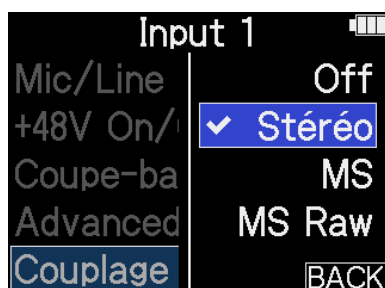 Input 1
Mic/Line Off
+48V On/ ✓ Stéréo
Coupe-ba MS
Advanced MS Raw
Couplage BACK